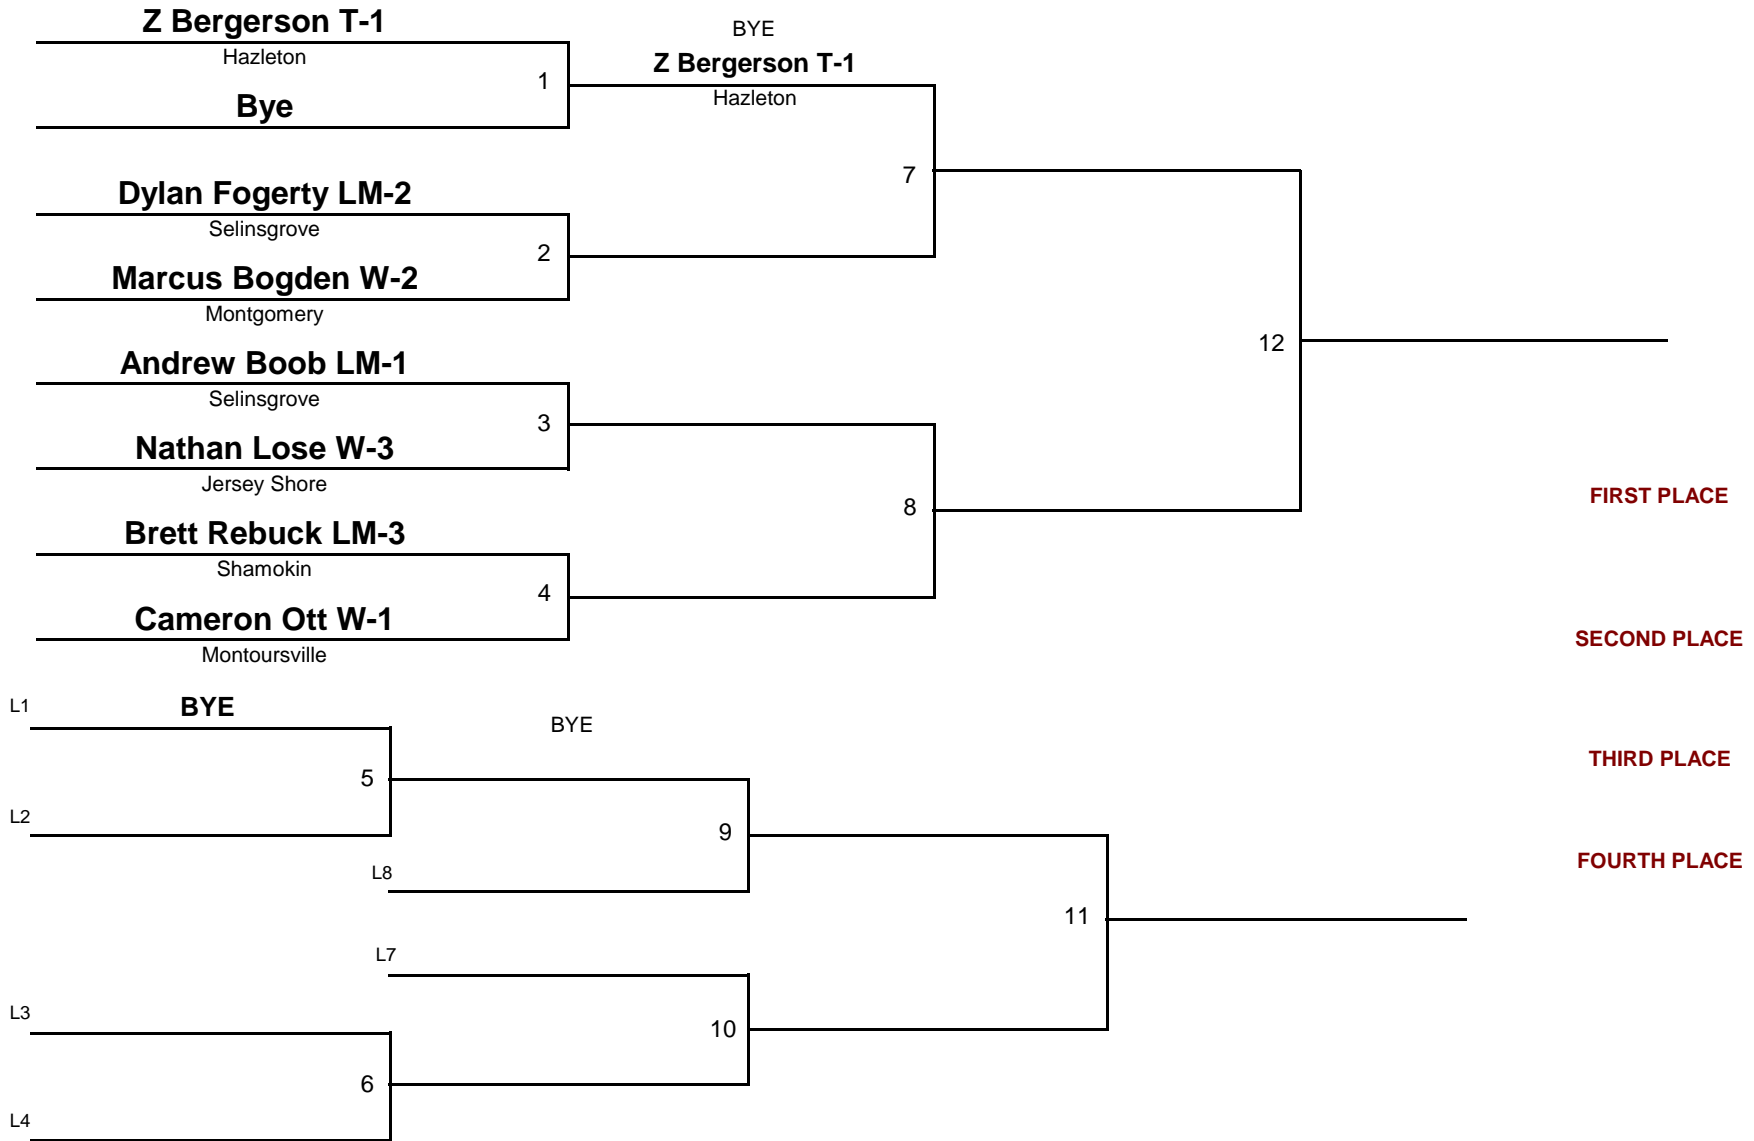 Z Bergerson T-1
Hazleton
1
Bye
BYE
Z Bergerson T-1
Hazleton
7
Dylan Fogerty LM-2
Selinsgrove
2
Marcus Bogden W-2
Montgomery
12
Andrew Boob LM-1
Selinsgrove
3
Nathan Lose W-3
Jersey Shore
8
Brett Rebuck LM-3
Shamokin
4
Cameron Ott W-1
Montoursville
FIRST PLACE
SECOND PLACE
THIRD PLACE
FOURTH PLACE
L1
BYE
BYE
5
L2
9
L8
11
L7
L3
10
6
L4